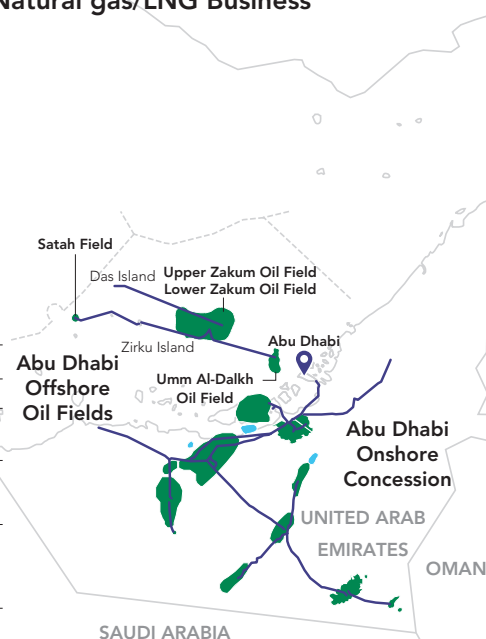 Natural gas/LNG Business
Satah Field
Das Island
Upper Zakum Oil Field
Lower Zakum Oil Field
Zirku Island
Abu Dhabi
Abu Dhabi
Offshore
Oil Fields
Umm Al-Dalkh
Oil Field
Abu Dhabi
Onshore
Concession
UNITED ARAB
EMIRATES
OMAN
SAUDI ARABIA